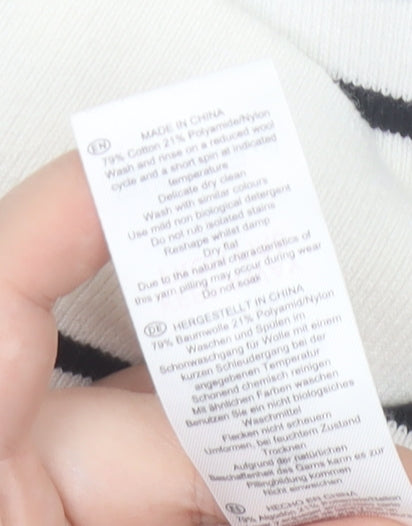 EN
MADE IN CHINA
79% Cotton 21% Polyamide/Nylon
Wash and rinse on a reduced wool
cycle and a short spin at indicated
temperature
Delicate dry clean
Wash with similar colours
Use mild non biological detergent
Do not rub isolated stains
Reshape whilst damp
Dry flat
Due to the natural characteristics of
this yarn pilling may occur during wear
Do not soak
DE HERGESTELLT IN CHINA
79% Baumwolle 21% Polyamid/Nylon
Waschen und Spülen im
Schonwaschgang für Wolle mit einem
kurzen Schleudergang bei der
angegebenen Temperatur
Schonend chemisch reinigen
Mit ähnlichen Farben waschen
Benutzen Sie ein nicht biologisches
Waschmittel
Flecken nicht scheuern
Umformen, bei feuchtem Zustand
Trocknen
Aufgrund der natürlichen
Beschaffenheit des Garns kann es zur
Pillingbildung kommen
Nicht einweichen
ES HECHO EN CHINA
79% Algodón 21%